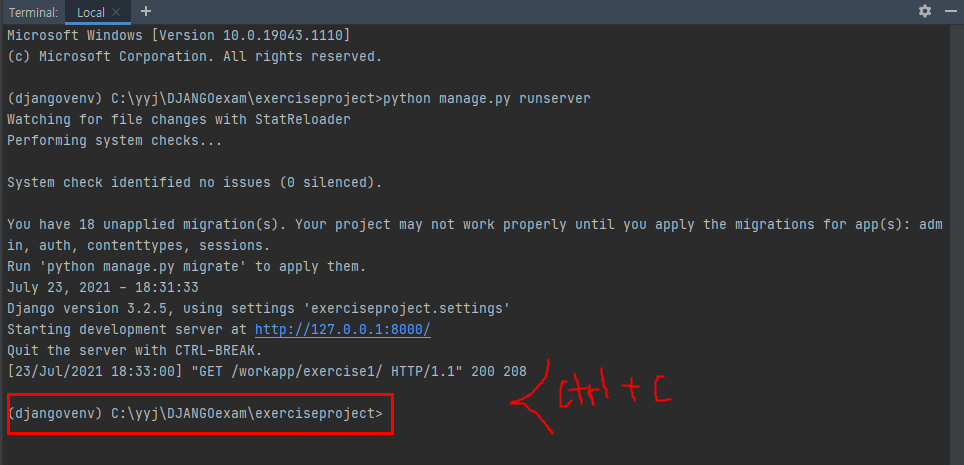 Terminal: Local × +
Microsoft Windows [Version 10.0.19043.1110]
(c) Microsoft Corporation. All rights reserved.
(djangovenv) C:\yyj\DJANGOexam\exerciseproject>python manage.py runserver
Watching for file changes with StatReloader
Performing system checks...
System check identified no issues (0 silenced).
You have 18 unapplied migration(s). Your project may not work properly until you apply the migrations for app(s): adm
in, auth, contenttypes, sessions.
Run 'python manage.py migrate' to apply them.
July 23, 2021 - 18:31:33
Django version 3.2.5, using settings 'exerciseproject.settings'
Starting development server at http://127.0.0.1:8000/
Quit the server with CTRL-BREAK.
[23/Jul/2021 18:33:00] "GET /workapp/exercise1/ HTTP/1.1" 200 208
Ctrl + C
(djangovenv) C:\yyj\DJANGOexam\exerciseproject>